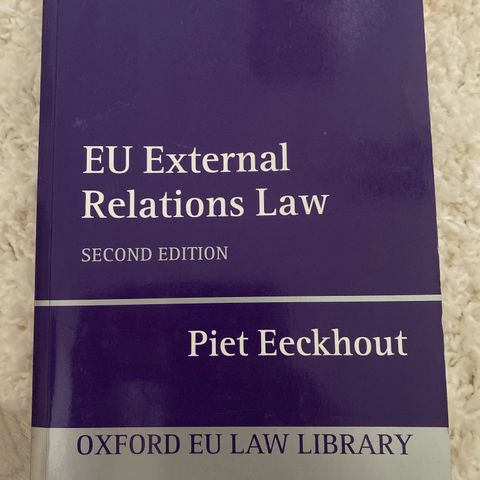 EU External
Relations Law
SECOND EDITION
Piet Eeckhout
OXFORD EU LAW LIBRARY